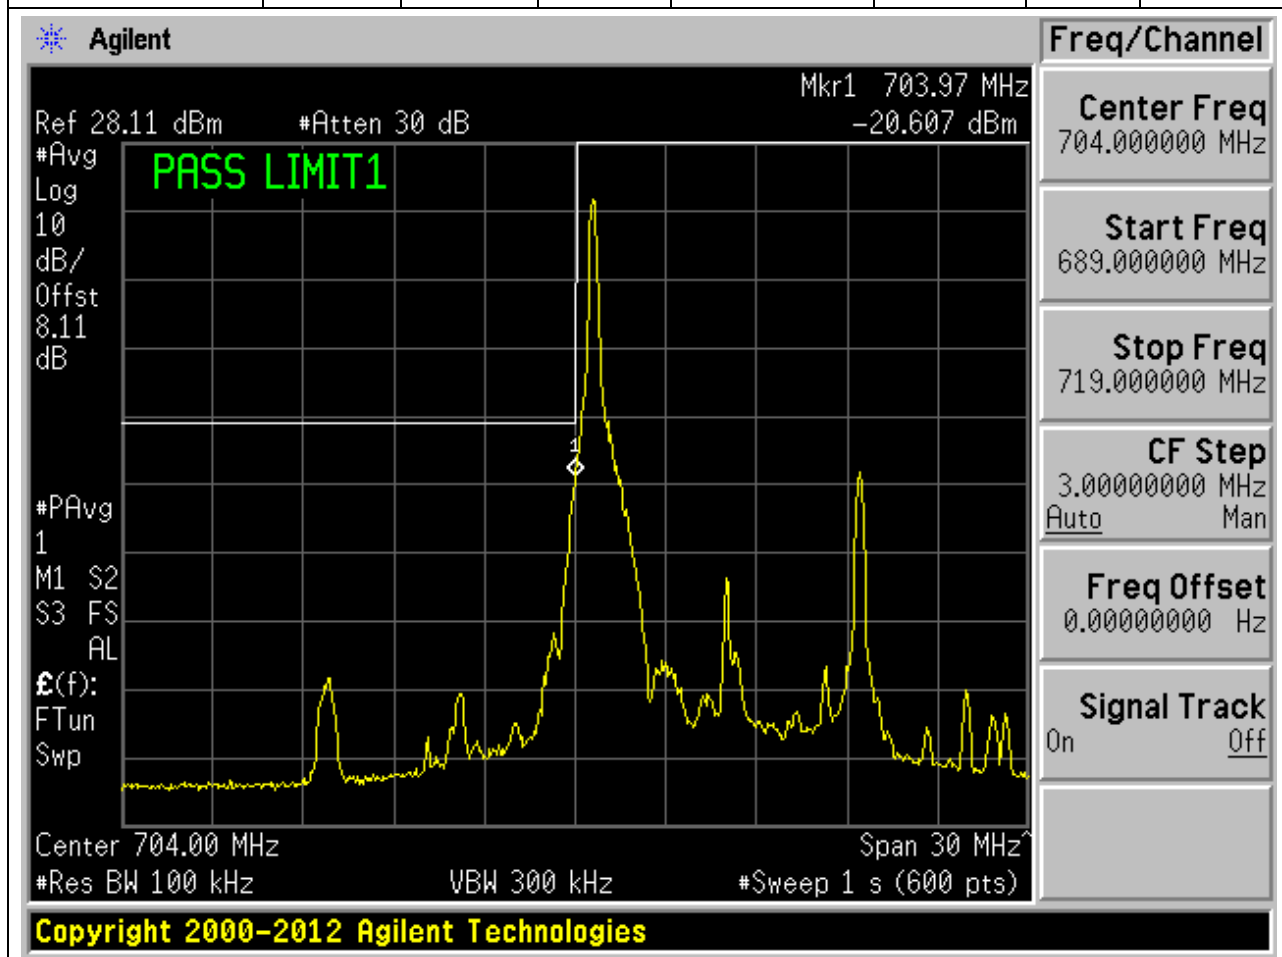 Agilent
Freq/Channel
Mkr1 703.97 MHz
Ref 28.11 dBm #Atten 30 dB -20.607 dBm
#Avg
Log
10
dB/
Offst
8.11
dB
PASS LIMIT1
1
#PAvg
1
M1 S2
S3 FS
AL
£(f):
FTun
Swp
Center 704.00 MHz Span 30 MHz^
#Res BW 100 kHz VBW 300 kHz #Sweep 1 s (600 pts)
Copyright 2000-2012 Agilent Technologies
Center Freq
704.000000 MHz
Start Freq
689.000000 MHz
Stop Freq
719.000000 MHz
CF Step
3.00000000 MHz
Auto Man
Freq Offset
0.00000000 Hz
Signal Track
On Off